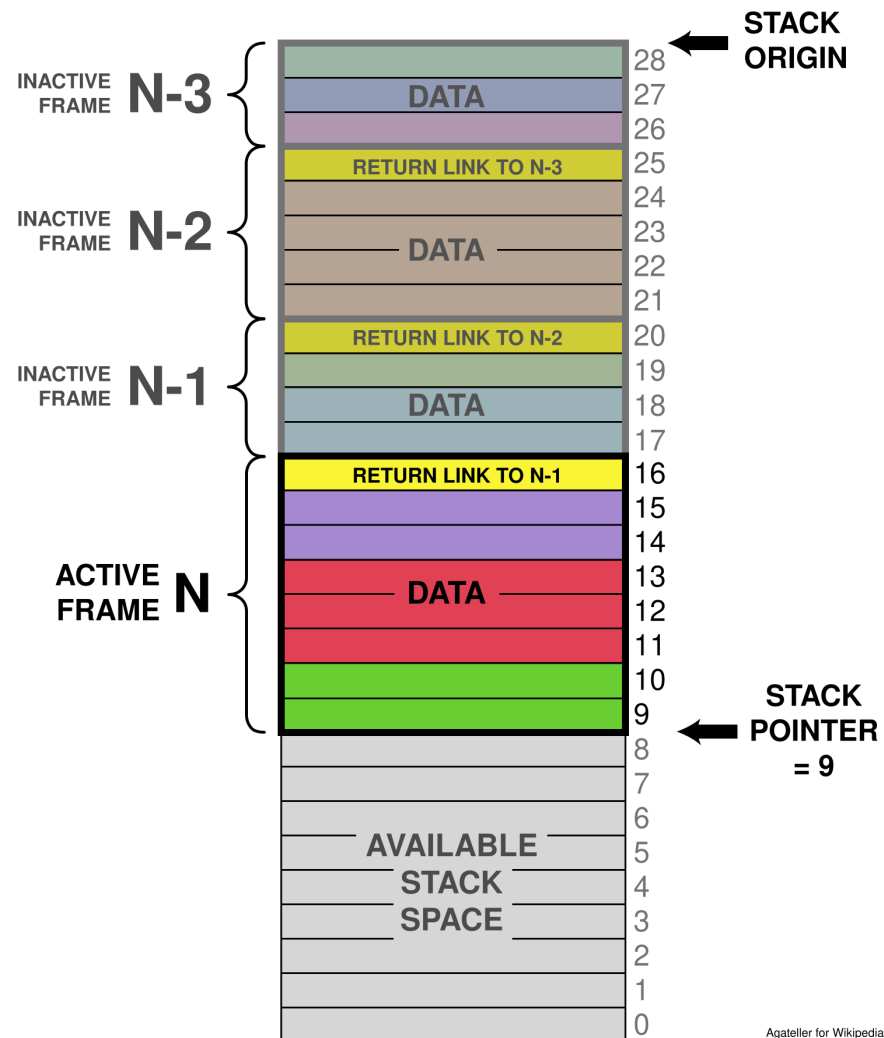 STACK
ORIGIN
28
INACTIVE
FRAME N-3
DATA
27
26
RETURN LINK TO N-3
25
24
INACTIVE
FRAME N-2
23
DATA
22
21
RETURN LINK TO N-2
20
19
INACTIVE
FRAME N-1
DATA
18
17
RETURN LINK TO N-1
16
15
14
ACTIVE
FRAME N
13
DATA
12
11
10
9
STACK
POINTER
= 9
8
7
6
AVAILABLE
5
STACK
4
SPACE
3
2
1
0
Agateller for Wikipedia